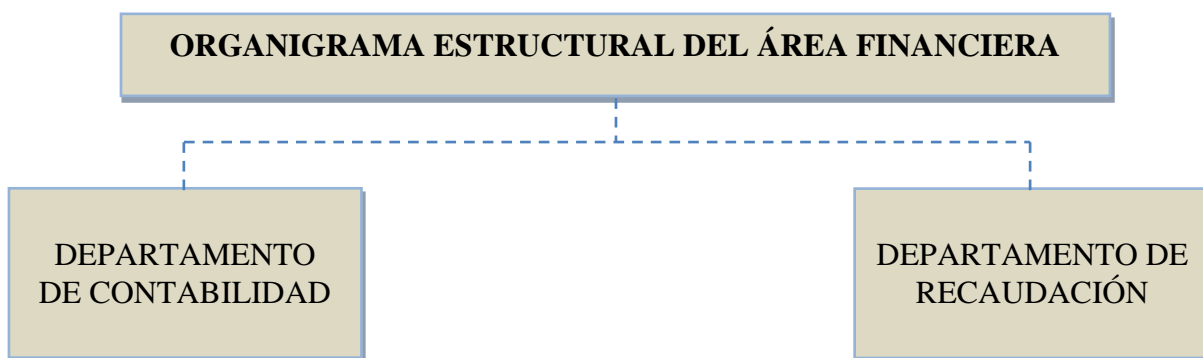 ORGANIGRAMA ESTRUCTURAL DEL ÁREA FINANCIERA
DEPARTAMENTO
DE CONTABILIDAD
DEPARTAMENTO DE
RECAUDACIÓN